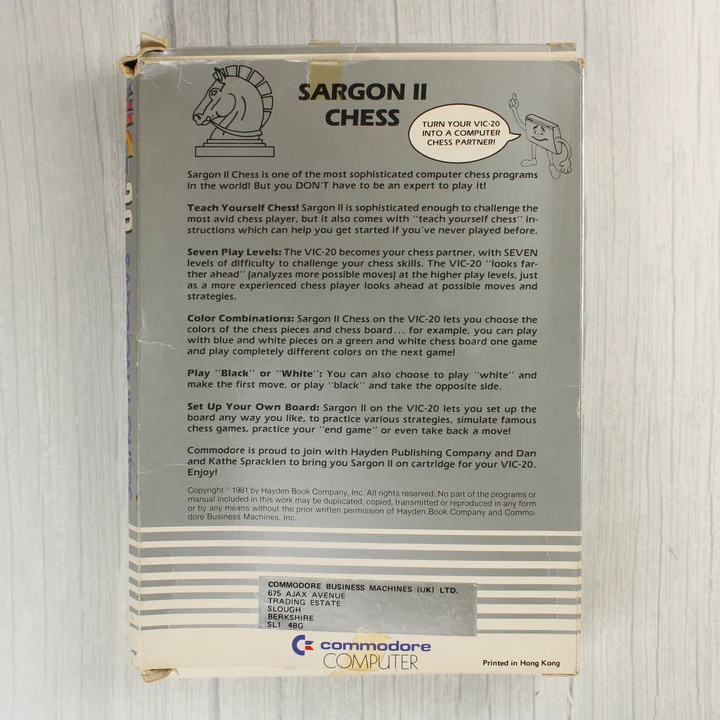 SARGON II
CHESS
TURN YOUR VIC-20
INTO A COMPUTER
CHESS PARTNER!
Sargon II Chess is one of the most sophisticated computer chess programs
in the world! But you DON'T have to be an expert to play it!
Teach Yourself Chess! Sargon II is sophisticated enough to challenge the
most avid chess player, but it also comes with "teach yourself chess" in-
structions which can help you get started if you've never played before.
Seven Play Levels: The VIC-20 becomes your chess partner, with SEVEN
levels of difficulty to challenge your chess skills. The VIC-20 "looks far-
ther ahead" (analyzes more possible moves) at the higher play levels, just
as a more experienced chess player looks ahead at possible moves and
strategies.
Color Combinations: Sargon II Chess on the VIC-20 lets you choose the
colors of the chess pieces and chess board... for example, you can play
with blue and white pieces on a green and white chess board one game
and play completely different colors on the next game!
Play "Black" or "White": You can also choose to play "white" and
make the first move, or play "black" and take the opposite side.
Set Up Your Own Board: Sargon II on the VIC-20 lets you set up the
board any way you like, to practice various strategies, simulate famous
chess games, practice your "end game" or even take back a move!
Commodore is proud to join with Hayden Publishing Company and Dan
and Kathe Spracklen to bring you Sargon II on cartridge for your VIC-20.
Enjoy!
Copyright © 1981 by Hayden Book Company, Inc. All rights reserved. No part of the programs or
manual included in this work may be duplicated, copied, transmitted or reproduced in any form
or by any means without the prior written permission of Hayden Book Company and Commo-
dore Business Machines, Inc.
COMMODORE BUSINESS MACHINES (UK) LTD.
675 AJAX AVENUE
TRADING ESTATE
SLOUGH
BERKSHIRE
SL1 4BG
commodore
COMPUTER
Printed in Hong Kong